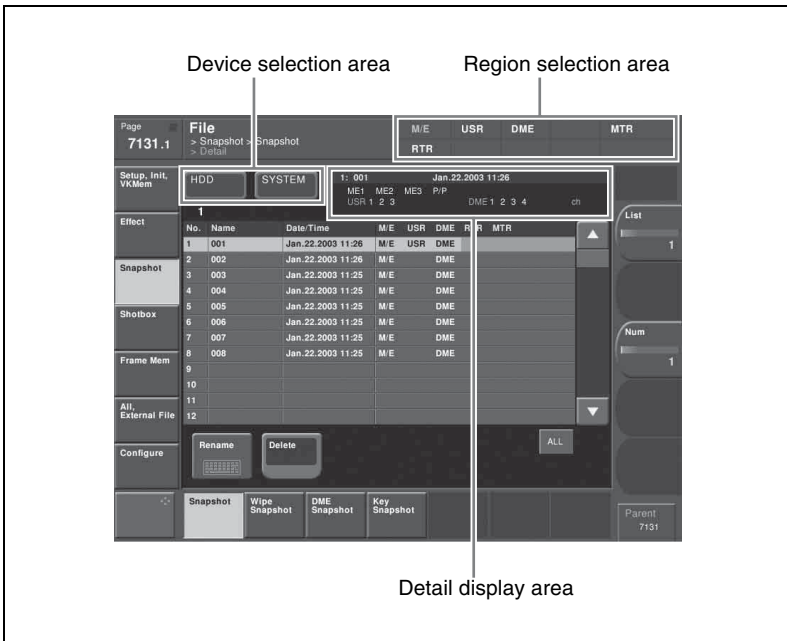 Device selection area
Region selection area
Page
7131.1
File
> Snapshot > Snapshot
> Detail
M/E USR DME MTR
RTR
Setup, Init,
VKMem
Effect
Snapshot
Shotbox
Frame Mem
All,
External File
Configure
HDD SYSTEM
1: 001 Jan.22.2003 11:26
ME1 ME2 ME3 P/P
USR 1 2 3 DME 1 2 3 4 ch
1
No. Name Date/Time M/E USR DME RTR MTR
1 001 Jan.22.2003 11:26 M/E USR DME
2 002 Jan.22.2003 11:26 M/E DME
3 003 Jan.22.2003 11:25 M/E DME
4 004 Jan.22.2003 11:25 M/E DME
5 005 Jan.22.2003 11:25 M/E DME
6 006 Jan.22.2003 11:25 M/E DME
7 007 Jan.22.2003 11:25 M/E DME
8 008 Jan.22.2003 11:25 M/E DME
9
10
11
12
List
1
Num
1
Rename
Delete
ALL
Snapshot
Wipe
Snapshot
DME
Snapshot
Key
Snapshot
Parent
7131
Detail display area